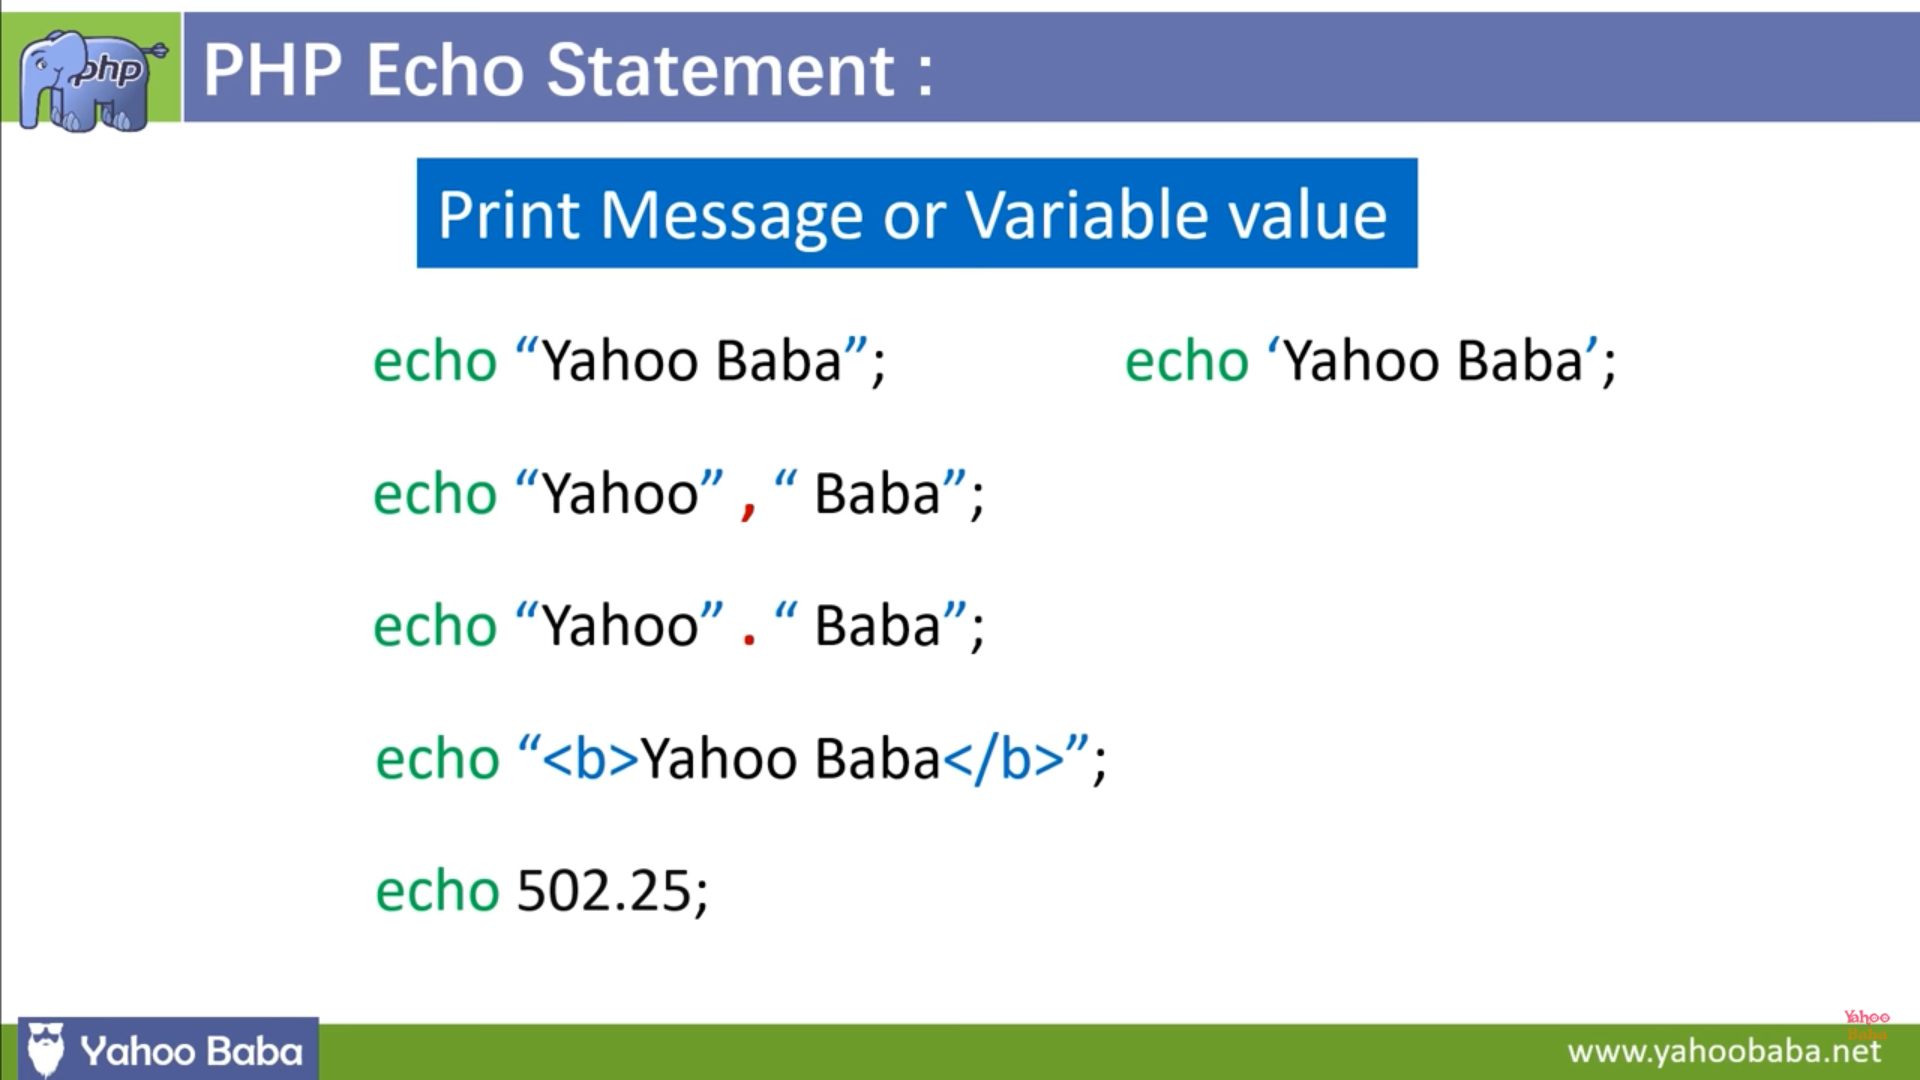 php
PHP Echo Statement :
Print Message or Variable value
echo “Yahoo Baba”;
echo ‘Yahoo Baba’;
echo “Yahoo” , “ Baba”;
echo “Yahoo” . “ Baba”;
echo “<b>Yahoo Baba</b>”;
echo 502.25;
Yahoo Baba
Yahoo
Baba
www.yahoobaba.net